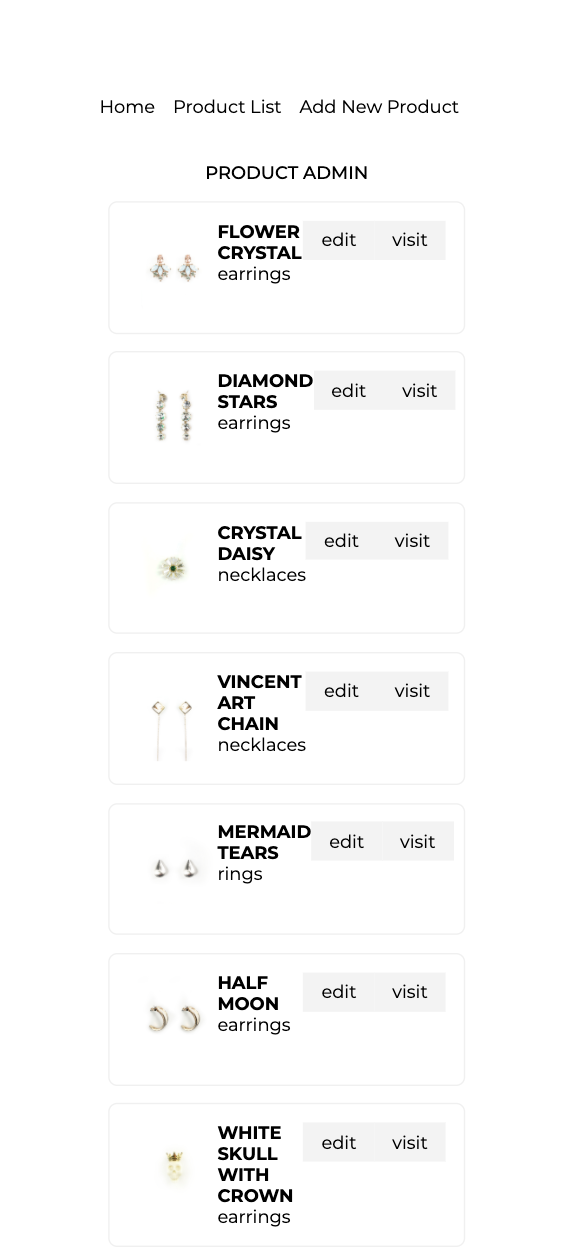 Home Product List Add New Product
PRODUCT ADMIN
FLOWER
CRYSTAL
earrings
edit visit
DIAMOND
STARS
earrings
edit visit
CRYSTAL
DAISY
necklaces
edit visit
VINCENT
ART
CHAIN
necklaces
edit visit
MERMAID
TEARS
rings
edit visit
HALF
MOON
earrings
edit visit
WHITE
SKULL
WITH
CROWN
earrings
edit visit